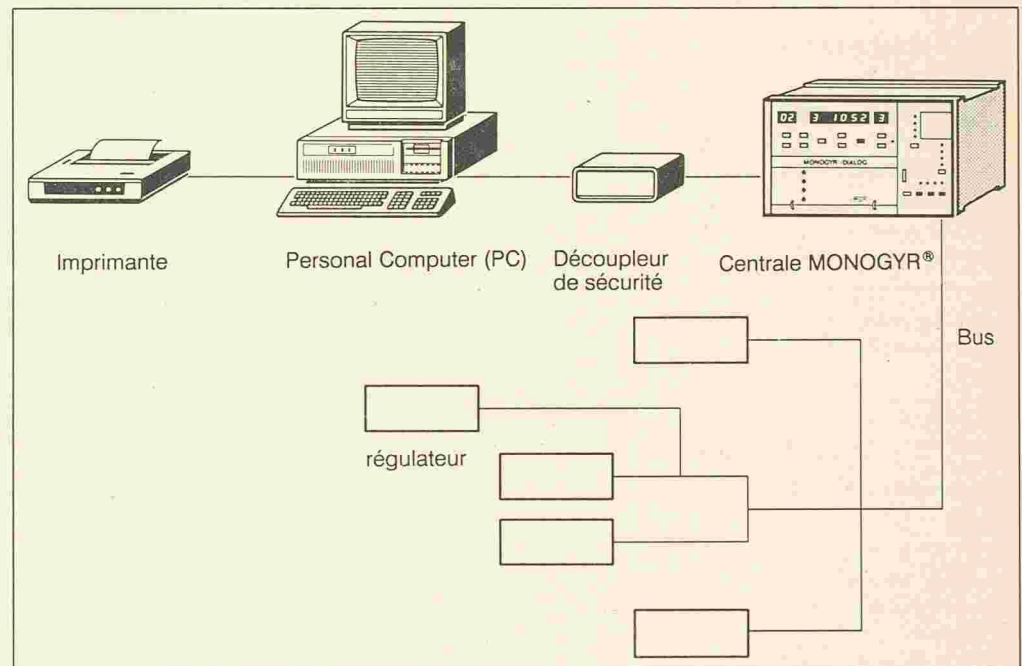 02 3 10 52 3
MONOGYR DIALOG
Imprimante
Personal Computer (PC)
Découpleur
de sécurité
Centrale MONOGYR®
Bus
régulateur